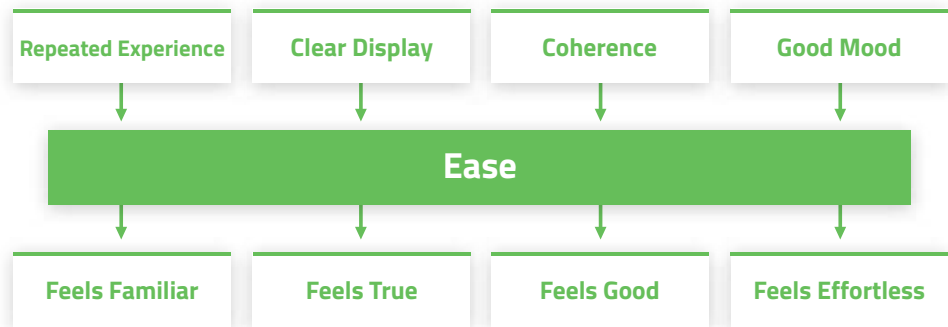 Repeated Experience
Clear Display
Coherence
Good Mood
Ease
Feels Familiar
Feels True
Feels Good
Feels Effortless